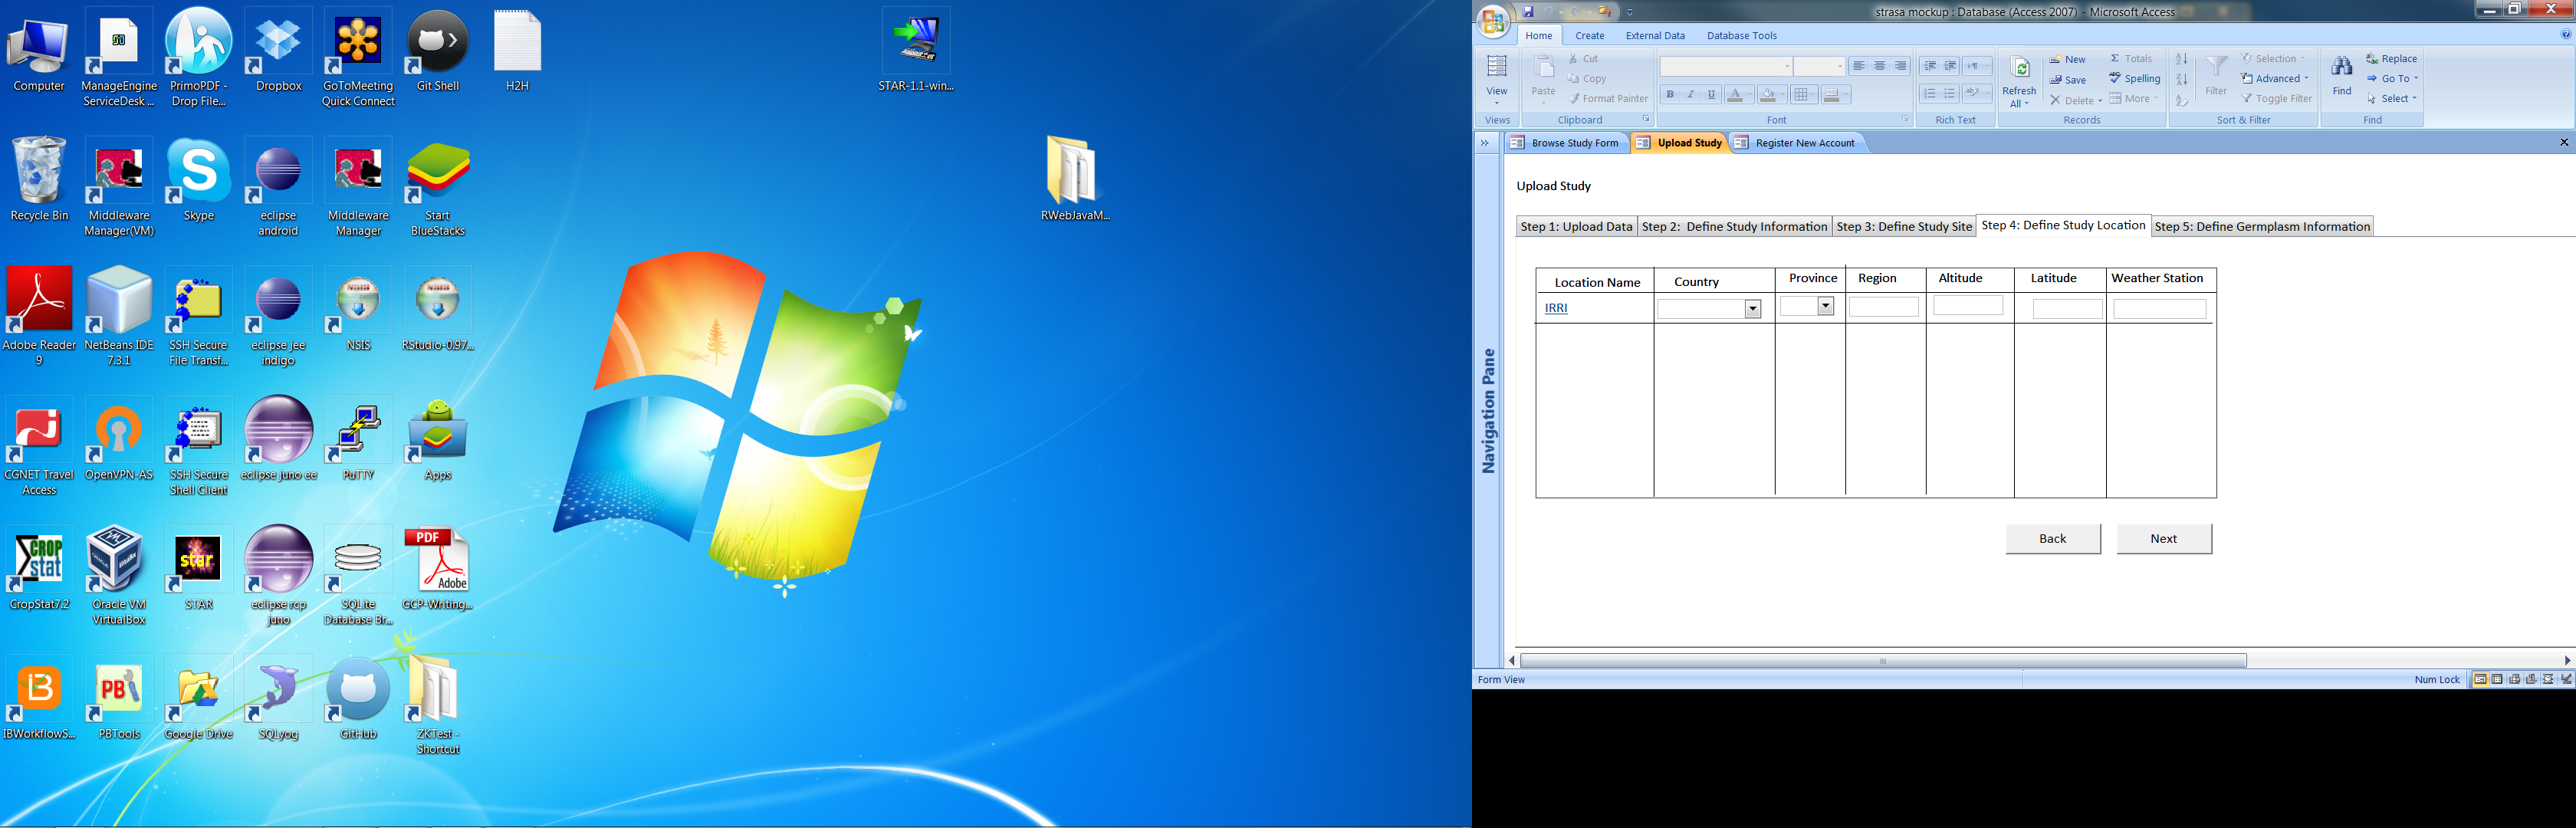 Computer
ManageEngine
ServiceDesk ...
PrimoPDF -
Drop File...
Dropbox
GoToMeeting
Quick Connect
Git Shell
H2H
STAR-1.1-win...
Recycle Bin
Middleware
Manager(VM)
Skype
eclipse
android
Middleware
Manager
Start
BlueStacks
RWebJavaM...
Adobe Reader
9
NetBeans IDE
7.3.1
SSH Secure
File Transf...
eclipse jee
indigo
NSIS
NSIS
RStudio-0.97...
CGNET Travel
Access
OpenVPN-AS
SSH Secure
Shell Client
eclipse juno ee
PuTTY
Apps
CROP
stat
CropStat7.2
Oracle VM
VirtualBox
star
STAR
eclipse rcp
juno
SQLite
Database Br...
PDF
Adobe
GCP-Writing...
IBWorkflowS...
PB
PBTools
Google Drive
SQLyog
GitHub
ZKTest -
Shortcut
strasa mockup : Database (Access 2007) - Microsoft Access
Home
Create
External Data
Database Tools
View
Views
Paste
Cut
Copy
Format Painter
Clipboard
B I U
A
Font
Rich Text
Refresh
All
New
Save
Delete
Totals
Spelling
More
Records
Filter
Selection
Advanced
Toggle Filter
Sort & Filter
Find
Replace
Go To
Select
Find
Browse Study Form
Upload Study
Register New Account
Navigation Pane
Upload Study
Step 1: Upload Data
Step 2: Define Study Information
Step 3: Define Study Site
Step 4: Define Study Location
Step 5: Define Germplasm Information
Location Name
Country
Province
Region
Altitude
Latitude
Weather Station
IRRI
Back
Next
Form View
Num Lock